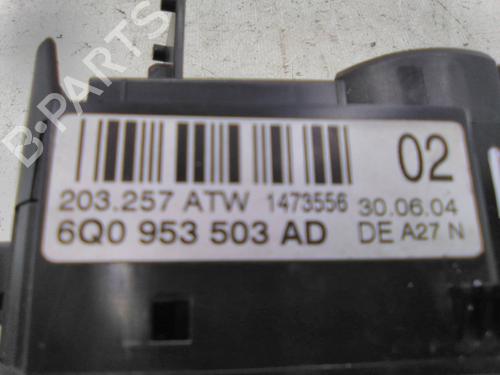 B-PARTS
02
203.257 ATW 1473556 30.06.04
6Q0 953 503 AD DE A27 N